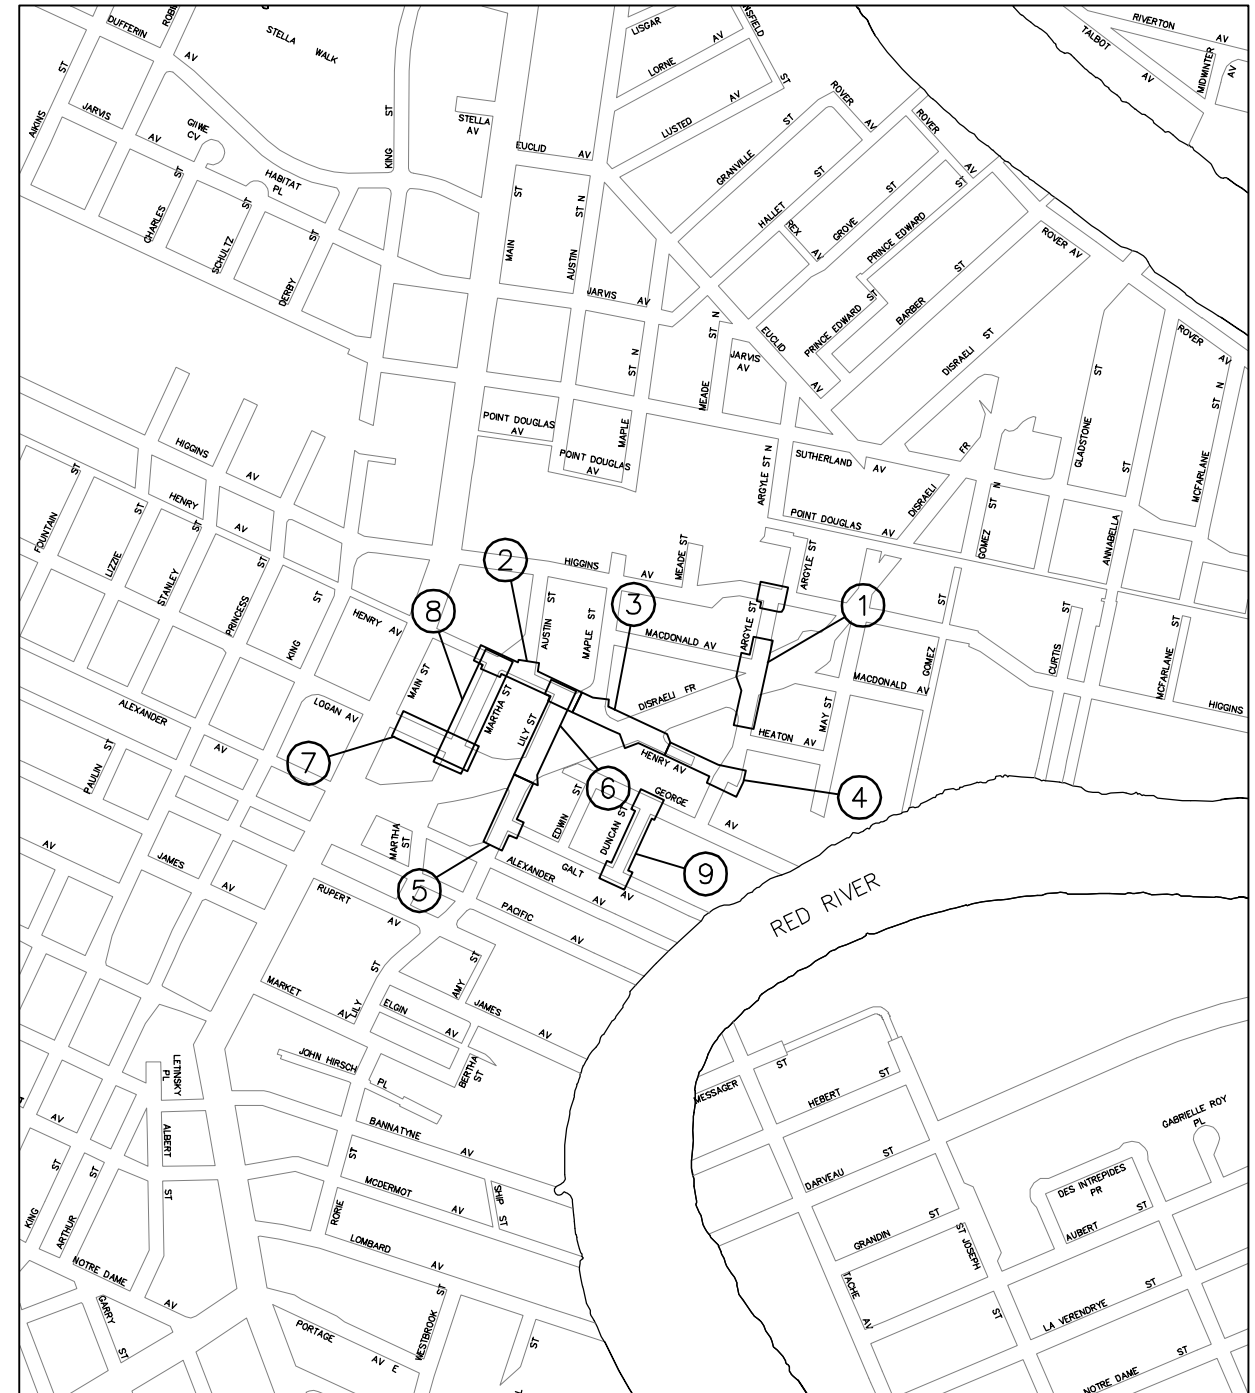 DUFFERIN
AV
STELLA
WALK
LISGAR
AV
LORNE
AV
ST
RIVERTON
AV
TALBOT
AV
MIDWINTER
AV
AIKINS
ST
JARVIS
AV
GIIWE
CV
HABITAT
PL
KING
ST
STELLA
AV
LUSTED
AV
ROVER
AV
ROVER
AV
EUCLID
AV
GRANVILLE
ST
CHARLES
ST
SCHULTZ
ST
DERBY
ST
MAIN
ST
AUSTIN
ST N
HALLET
ST
REX
AV
GROVE
ST
PRINCE EDWARD
ST
ROVER AV
JARVIS
AV
EUCLID
AV
PRINCE EDWARD
ST
BARBER
ST
DISRAELI
ST
MEADE
ST N
JARVIS
AV
ROVER
AV
GLADSTONE
ST
ST
MCFARLANE
ST N
POINT DOUGLAS
AV
MAPLE
ST N
POINT DOUGLAS
AV
ARGYLE ST N
SUTHERLAND
AV
DISRAELI
FR
HIGGINS
AV
HENRY
AV
POINT DOUGLAS
AV
GOMEZ
ST N
ANNABELLA
FOUNTAIN
ST
LIZZIE
ST
STANLEY
ST
PRINCESS
ST
KING
ST
HENRY AV
2
HIGGINS
AV
MEADE ST
ARGYLE ST
8
AUSTIN
ST
MAPLE ST
3
1
MACDONALD AV
ARGYLE ST
GOMEZ
ST
CURTIS
ST
MCFARLANE
ST
MACDONALD AV
HIGGINS
MAIN ST
LOGAN AV
MARTHA ST
LILY ST
DISRAELI FR
MAY ST
HEATON AV
ALEXANDER
AV
PAULIN
ST
7
HENRY AV
6
4
GEORGE
AV
EDWIN
ST
DUNCAN ST
MARTHA
ST
5
ALEXANDER
AV
GALT
AV
9
AV
JAMES
AV
RUPERT
AV
PACIFIC
AV
RED RIVER
MARKET
AV
LILY
ST
AMY
ST
ELGIN
AV
JAMES
AV
JOHN HIRSCH
PL
BERTHA
ST
LETINSKY
PL
ALBERT
ST
AV
BANNATYNE
AV
MESSAGER
ST
HEBERT
ST
GABRIELLE ROY
PL
DARVEAU
ST
DES INTREPIDES
PR
KING
ST
ARTHUR
ST
MCDERMOT
AV
SHIP
ST
RORIE
ST
LOMBARD
AV
GRANDIN
ST
ST JOSEPH
ST
AUBERT
ST
NOTRE DAME
AV
GARRY
ST
TACHE
AV
LA VERENDRYE
ST
PORTAGE
AV E
WESTBROOK
ST
ST
NOTRE DAME
ST